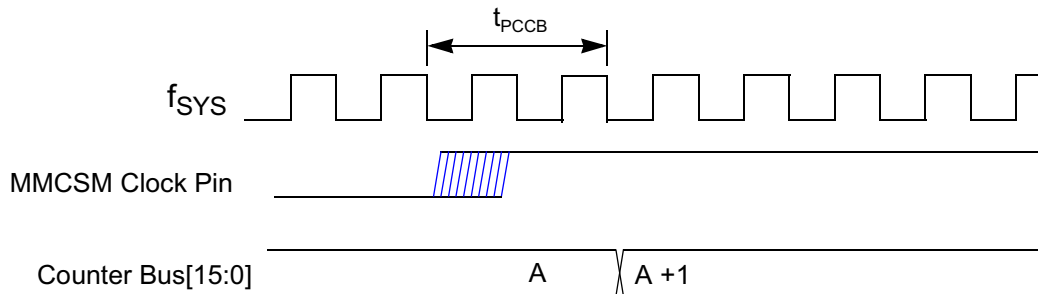 tPCCB
fSYS
MMCSM Clock Pin
Counter Bus[15:0]
A
A +1